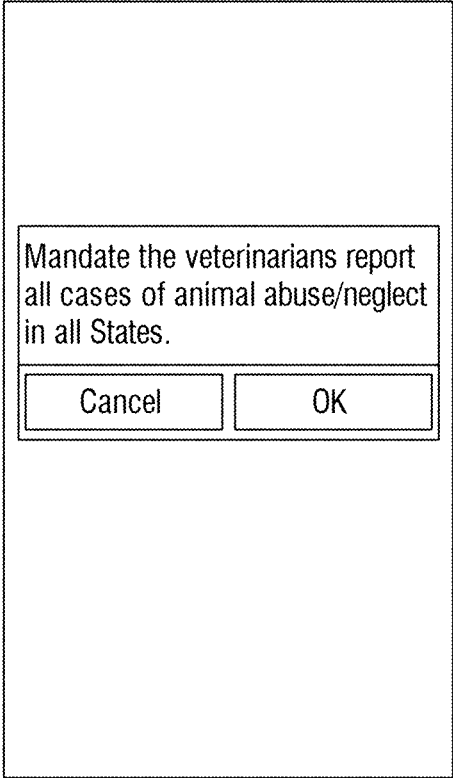 Mandate the veterinarians report
all cases of animal abuse/neglect
in all States.
Cancel
OK